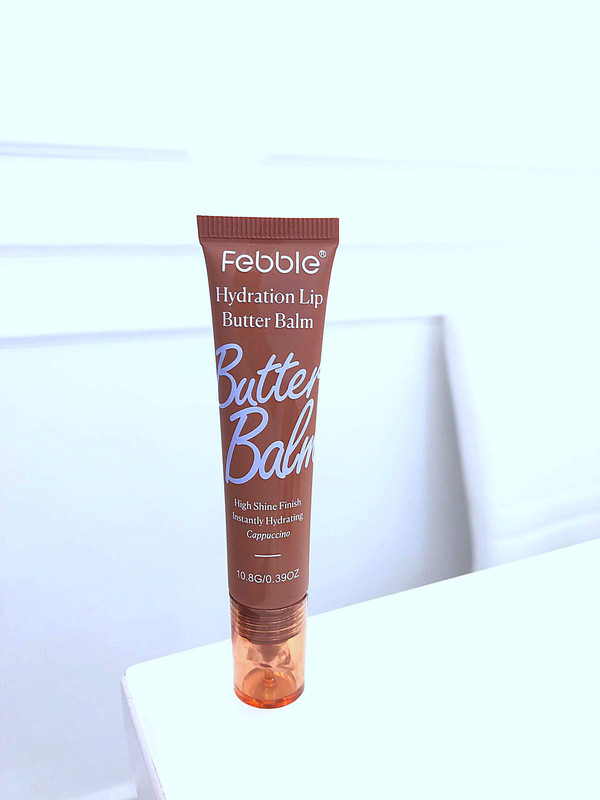 Febble®
Hydration Lip
Butter Balm
Butter
Balm
High Shine Finish
Instantly Hydrating
Cappuccino
10.8G/0.39OZ